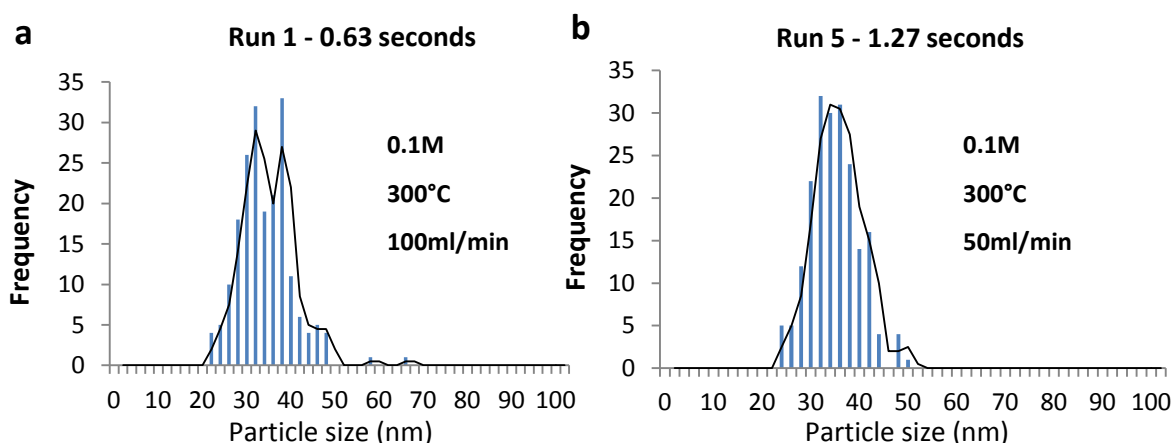 a
Run 1 - 0.63 seconds
35
30
25
20
15
10
5
0
Frequency
0.1M
300°C
100ml/min
0 10 20 30 40 50 60 70 80 90 100
Particle size (nm)
b
Run 5 - 1.27 seconds
35
30
25
20
15
10
5
0
Frequency
0.1M
300°C
50ml/min
0 10 20 30 40 50 60 70 80 90 100
Particle size (nm)